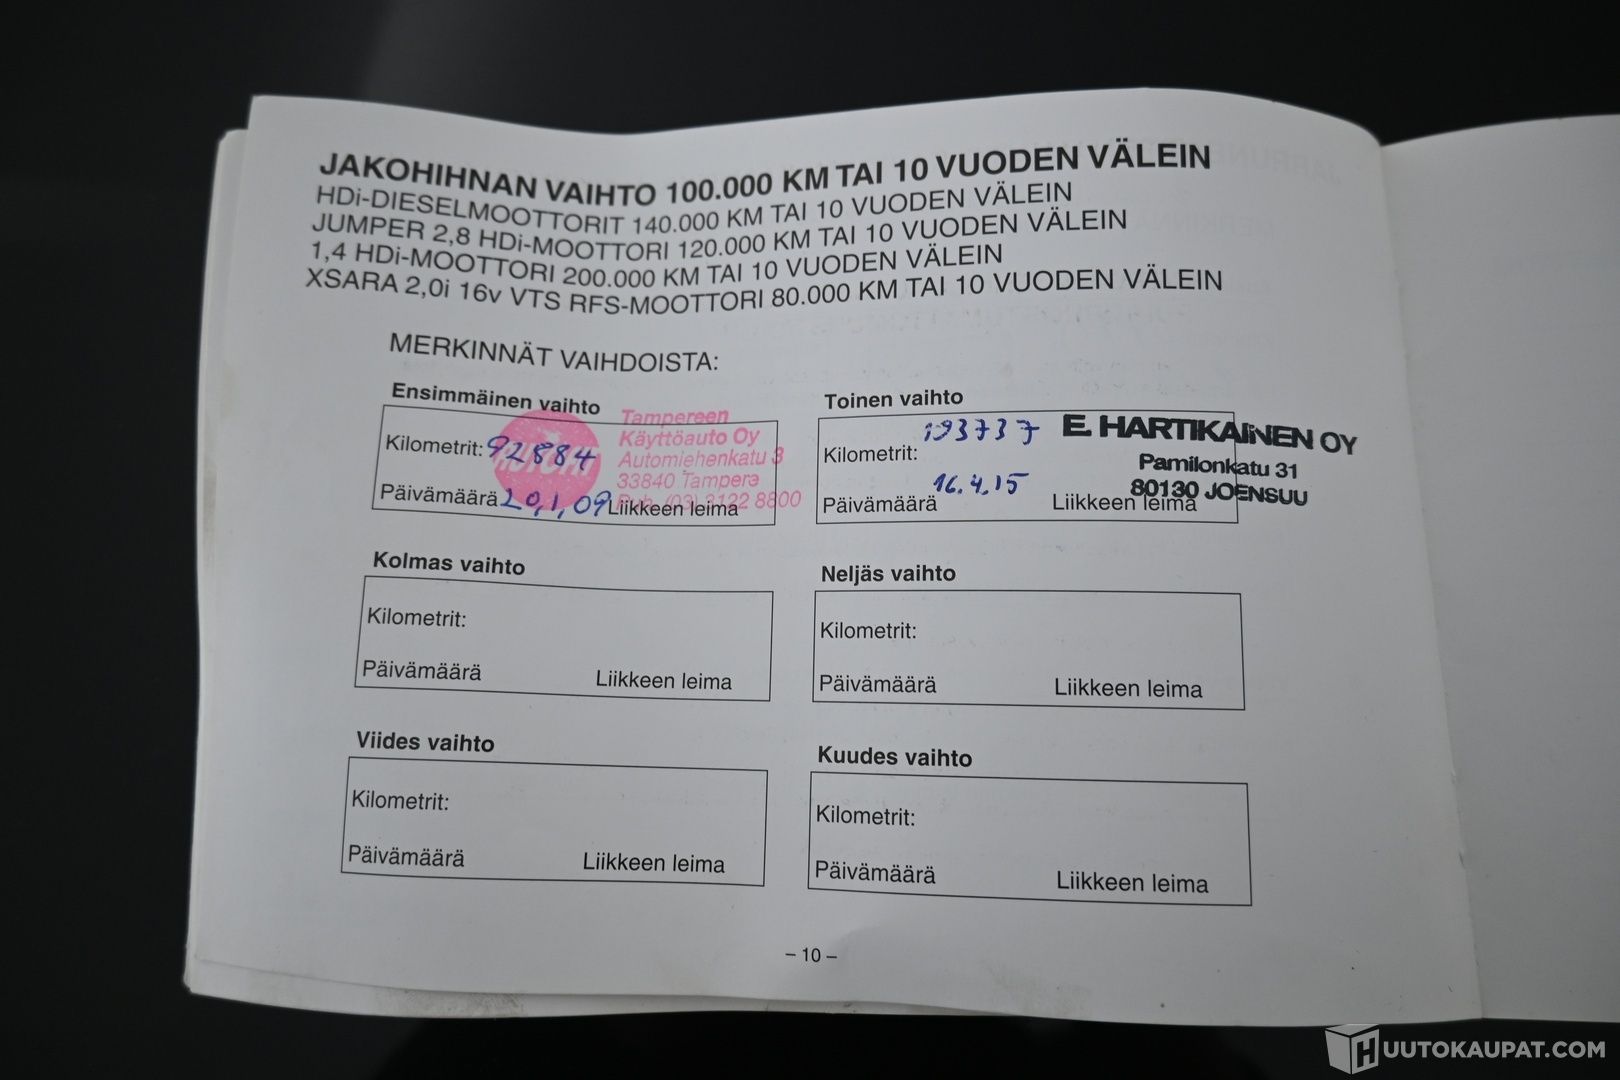 JAKOHIHNAN VAIHTO 100.000 KM TAI 10 VUODEN VÄLEIN
HDi-DIESELMOOTTORIT 140.000 KM TAI 10 VUODEN VÄLEIN
JUMPER 2,8 HDi-MOOTTORI 120.000 KM TAI 10 VUODEN VÄLEIN
1,4 HDi-MOOTTORI 200.000 KM TAI 10 VUODEN VÄLEIN
XSARA 2,0i 16v VTS RFS-MOOTTORI 80.000 KM TAI 10 VUODEN VÄLEIN
MERKINNÄT VAIHDOISTA:
Ensimmäinen vaihto
Kilometrit: 92884
Päivämäärä 20,1,09 Liikkeen leima
Tampereen
Käyttöauto Oy
Automiehenkatu 3
33840 Tampere
Puh. (03) 3122 8800
Toinen vaihto
Kilometrit: 193737
Päivämäärä 16.4.15 Liikkeen leima
E. HARTIKAINEN OY
Pamilonkatu 31
80130 JOENSUU
Kolmas vaihto
Kilometrit:
Päivämäärä Liikkeen leima
Neljäs vaihto
Kilometrit:
Päivämäärä Liikkeen leima
Viides vaihto
Kilometrit:
Päivämäärä Liikkeen leima
Kuudes vaihto
Kilometrit:
Päivämäärä Liikkeen leima
– 10 –
HUUTOKAUPAT.COM